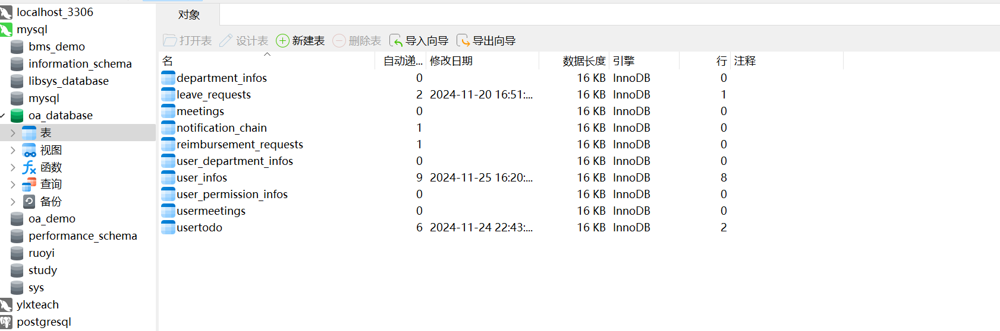 localhost_3306
mysql
bms_demo
information_schema
libsys_database
mysql
oa_database
表
视图
函数
查询
备份
oa_demo
performance_schema
ruoyi
study
sys
ylxteach
postgresql
对象
打开表 设计表 新建表 删除表 导入向导 导出向导
名 自动递... 修改日期 数据长度 引擎 行 注释
department_infos 0 16 KB InnoDB 0
leave_requests 2 2024-11-20 16:51:... 16 KB InnoDB 1
meetings 0 16 KB InnoDB 0
notification_chain 1 16 KB InnoDB 0
reimbursement_requests 1 16 KB InnoDB 0
user_department_infos 0 16 KB InnoDB 0
user_infos 9 2024-11-25 16:20:... 16 KB InnoDB 8
user_permission_infos 0 16 KB InnoDB 0
usermeetings 0 16 KB InnoDB 0
usertodo 6 2024-11-24 22:43:... 16 KB InnoDB 2